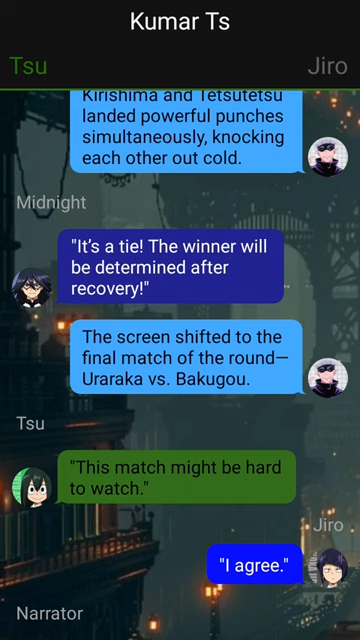 Kumar Ts
Tsu
Jiro
Kirishima and Tetsutetsu
landed powerful punches
simultaneously, knocking
each other out cold.
Midnight
"It's a tie! The winner will
be determined after
recovery!"
The screen shifted to the
final match of the round—
Uraraka vs. Bakugou.
Tsu
"This match might be hard
to watch."
Jiro
"I agree."
Narrator